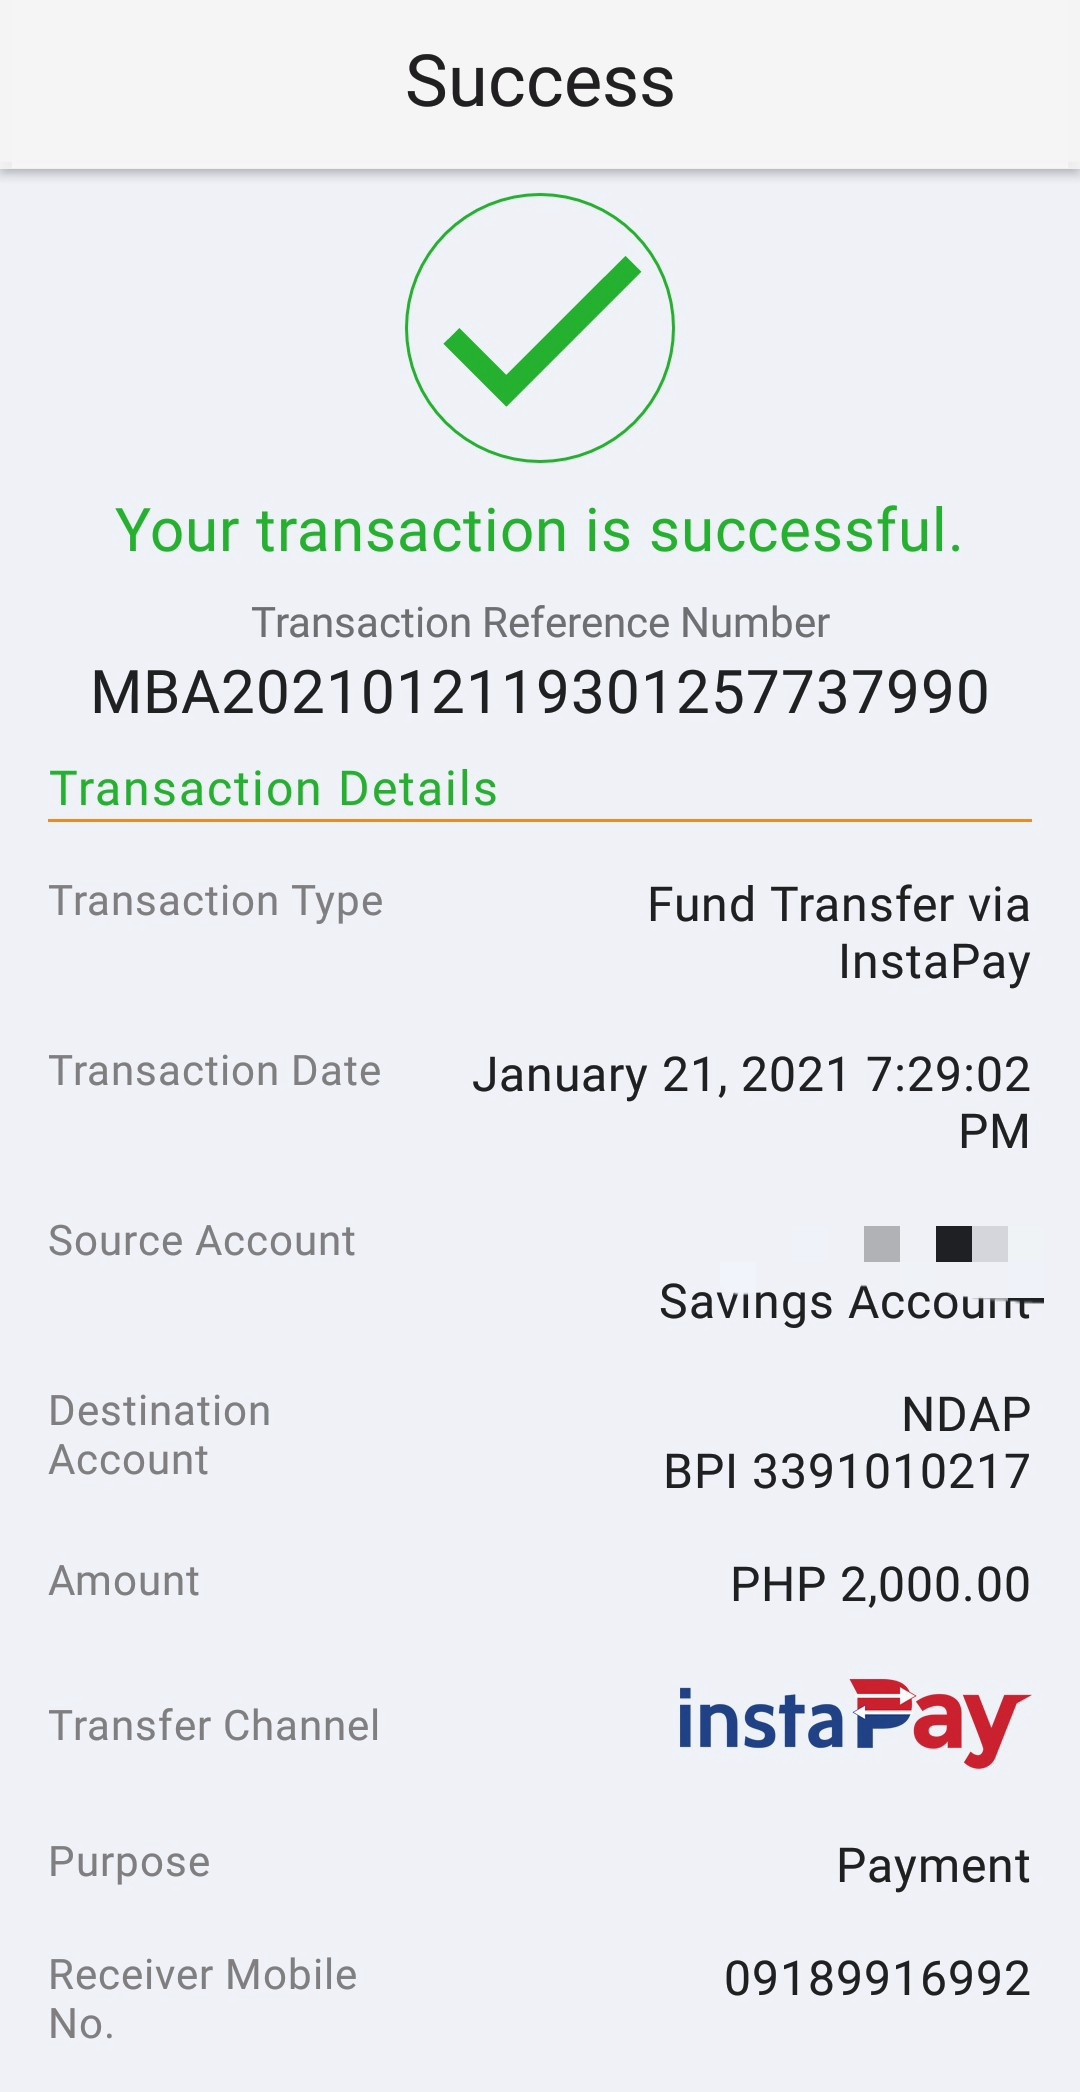 Success
Your transaction is successful.
Transaction Reference Number
MBA2021012119301257737990
Transaction Details
Transaction Type
Fund Transfer via
InstaPay
Transaction Date
January 21, 2021 7:29:02
PM
Source Account
Savings Account
Destination
Account
NDAP
BPI 3391010217
Amount
PHP 2,000.00
Transfer Channel
instaPay
Purpose
Payment
Receiver Mobile
No.
09189916992